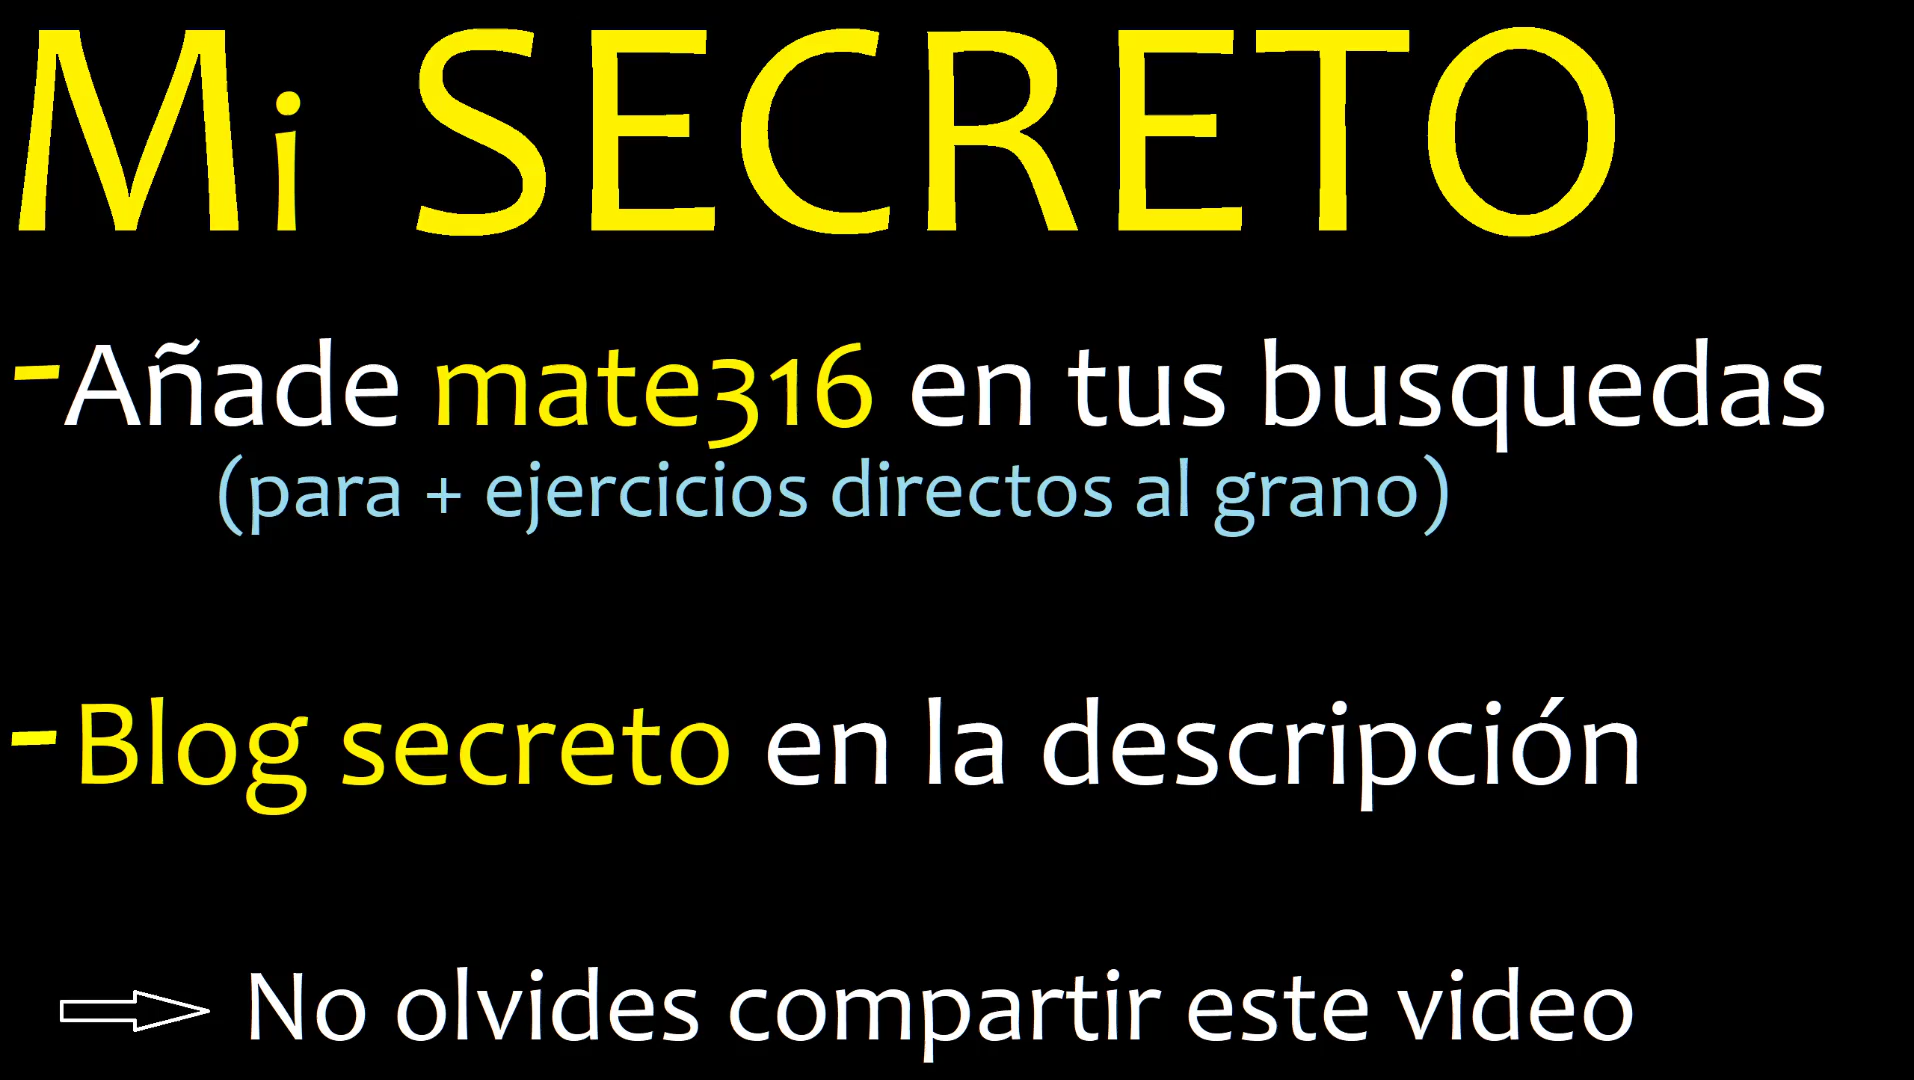 Mi SECRETO
-Añade mate316 en tus busquedas
(para + ejercicios directos al grano)
-Blog secreto en la descripción
No olvides compartir este video